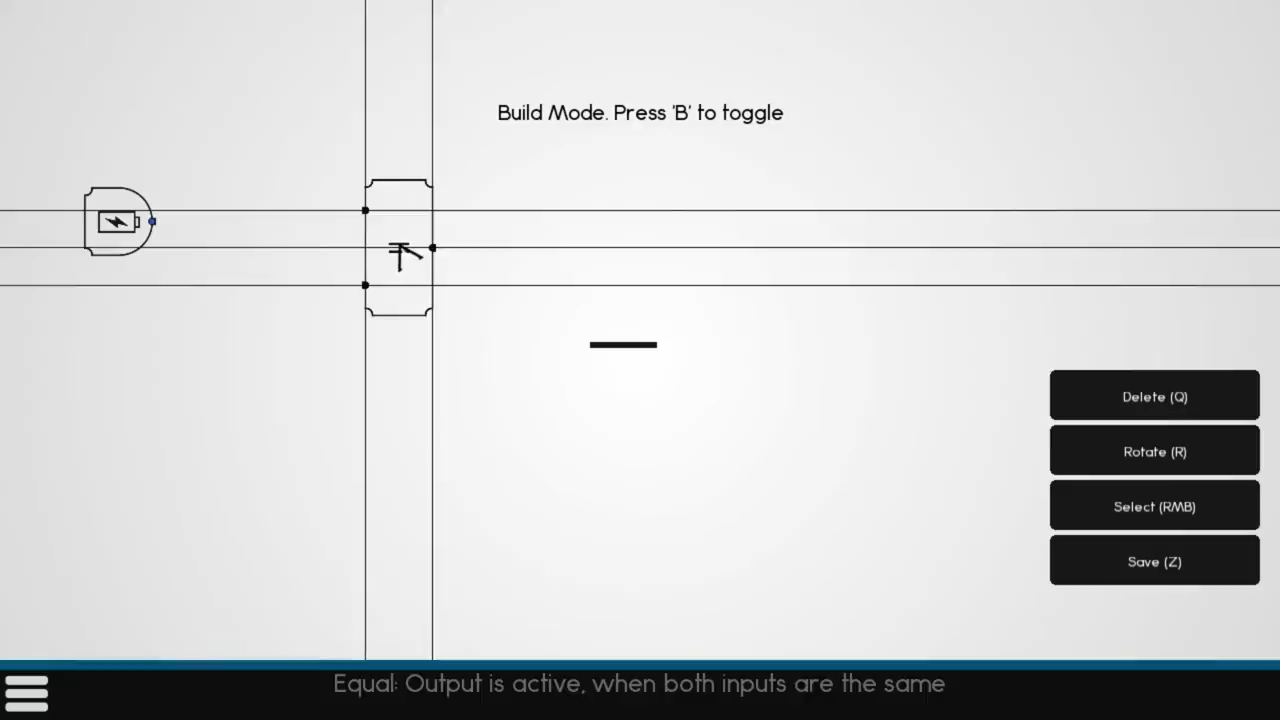 Build Mode. Press 'B' to toggle
Delete (Q)
Rotate (R)
Select (RMB)
Save (Z)
Equal: Output is active, when both inputs are the same